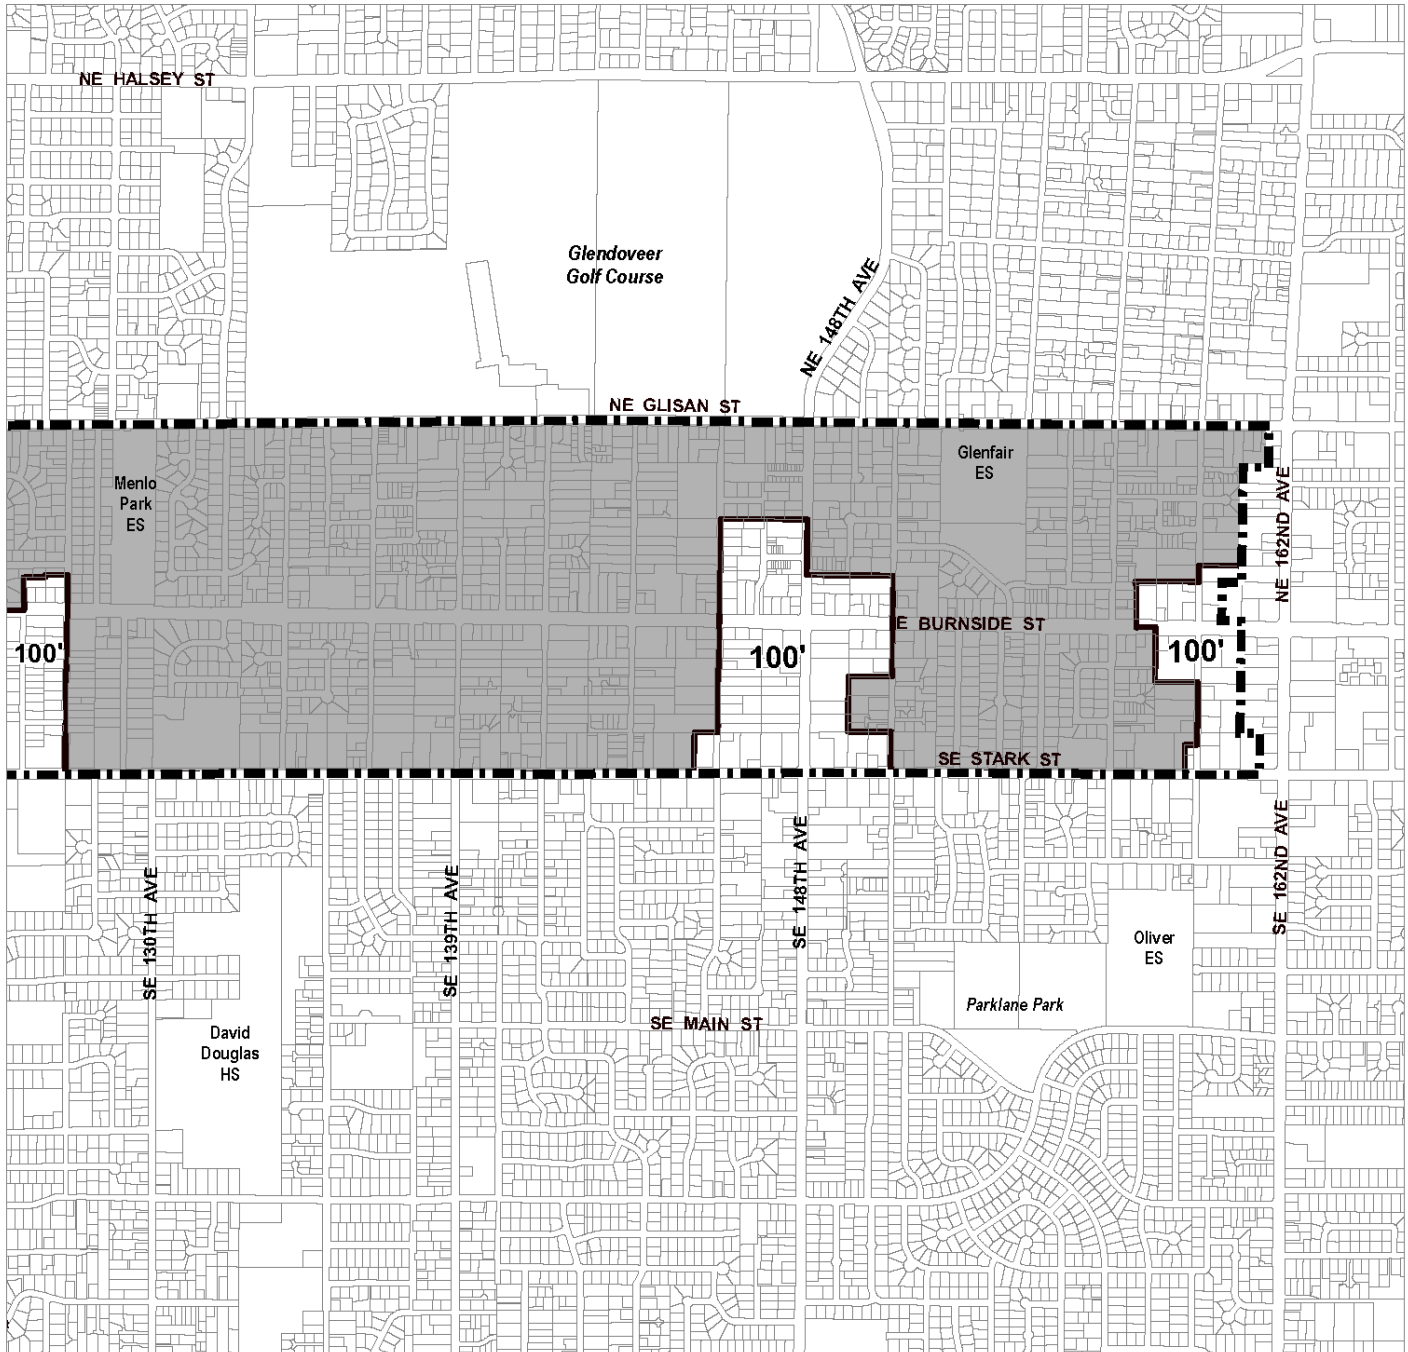 NE HALSEY ST
Glendoveer
Golf Course
NE 148TH AVE
NE GLISAN ST
Menlo
Park
ES
Glenfair
ES
NE 162ND AVE
E BURNSIDE ST
100'
100'
100'
SE STARK ST
SE 130TH AVE
SE 139TH AVE
SE 148TH AVE
SE 162ND AVE
Oliver
ES
Parklane Park
SE MAIN ST
David
Douglas
HS